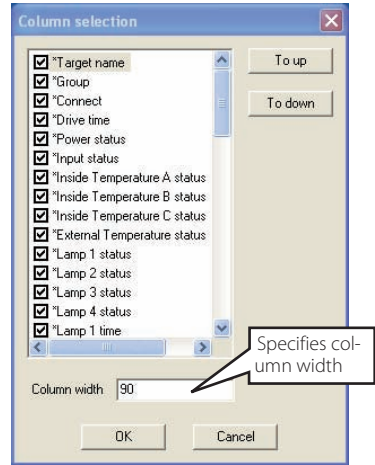 Column selection
*Target name
*Group
*Connect
*Drive time
*Power status
*Input status
*Inside Temperature A status
*Inside Temperature B status
*Inside Temperature C status
*External Temperature status
*Lamp 1 status
*Lamp 2 status
*Lamp 3 status
*Lamp 4 status
*Lamp 1 time
To up
To down
Specifies col-
umn width
Column width 90
OK Cancel